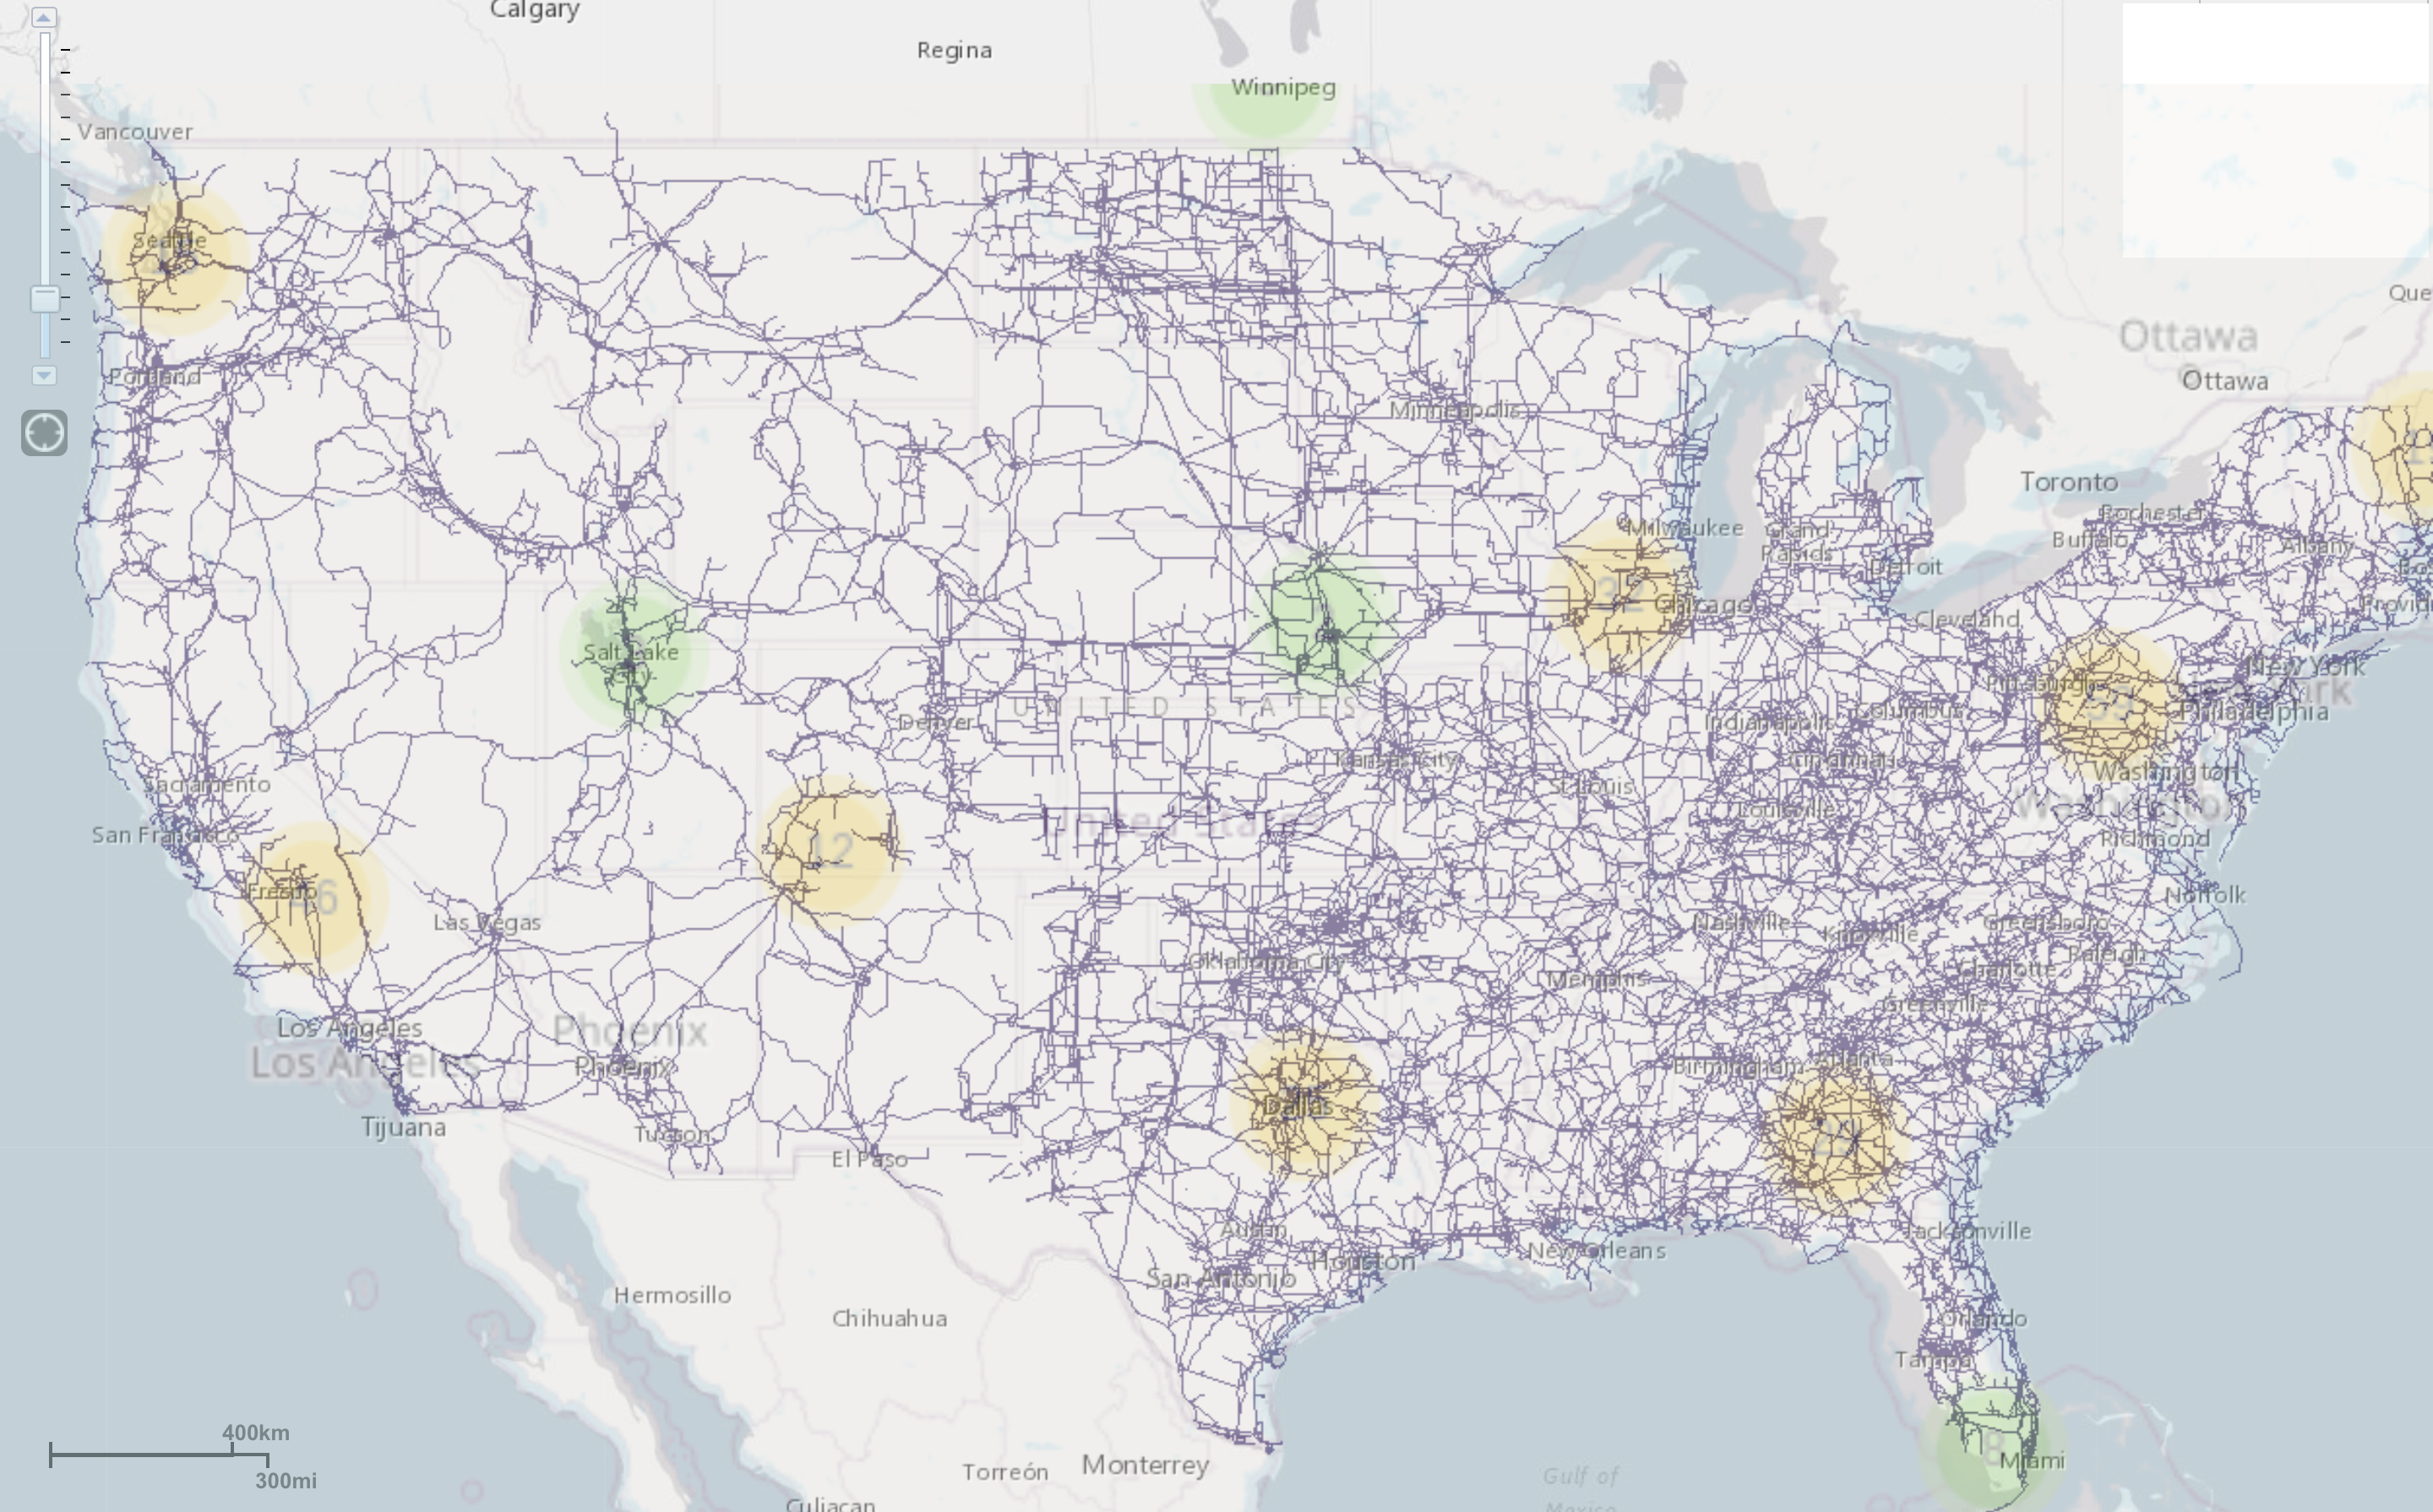 Calgary
Regina
Winnipeg
Vancouver
Seattle
Que
Ottawa
Ottawa
Portland
Minneapolis
Toronto
Rochester
Milwaukee
Grand
Rapids
Buffalo
Albany
Detroit
32
Chicago
Provid
Cleveland
Salt Lake
City
New York
Pittsburgh
59
Philadelphia
UNITED STATES
Denver
Indianapolis
Columbus
Kansas City
Cincinnati
Washington
Sacramento
St Louis
Washington
Louisville
United States
San Francisco
Richmond
12
Fresno
46
Norfolk
Las Vegas
Nashville
Knoxville
Greensboro
Raleigh
Oklahoma City
Charlotte
Memphis
Greenville
Los Angeles
Los Angeles
Phoenix
Phoenix
Birmingham
Atlanta
Dallas
Tijuana
Tucson
29
El Paso
Austin
Jacksonville
New Orleans
Houston
San Antonio
Hermosillo
Chihuahua
Orlando
Tampa
400km
300mi
8
Miami
Torreón
Monterrey
Gulf of
Mexico
Culiacan